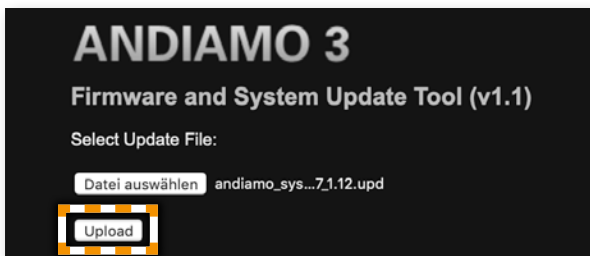 ANDIAMO 3
Firmware and System Update Tool (v1.1)
Select Update File:
Datei auswählen andiamo_sys...7_1.12.upd
Upload